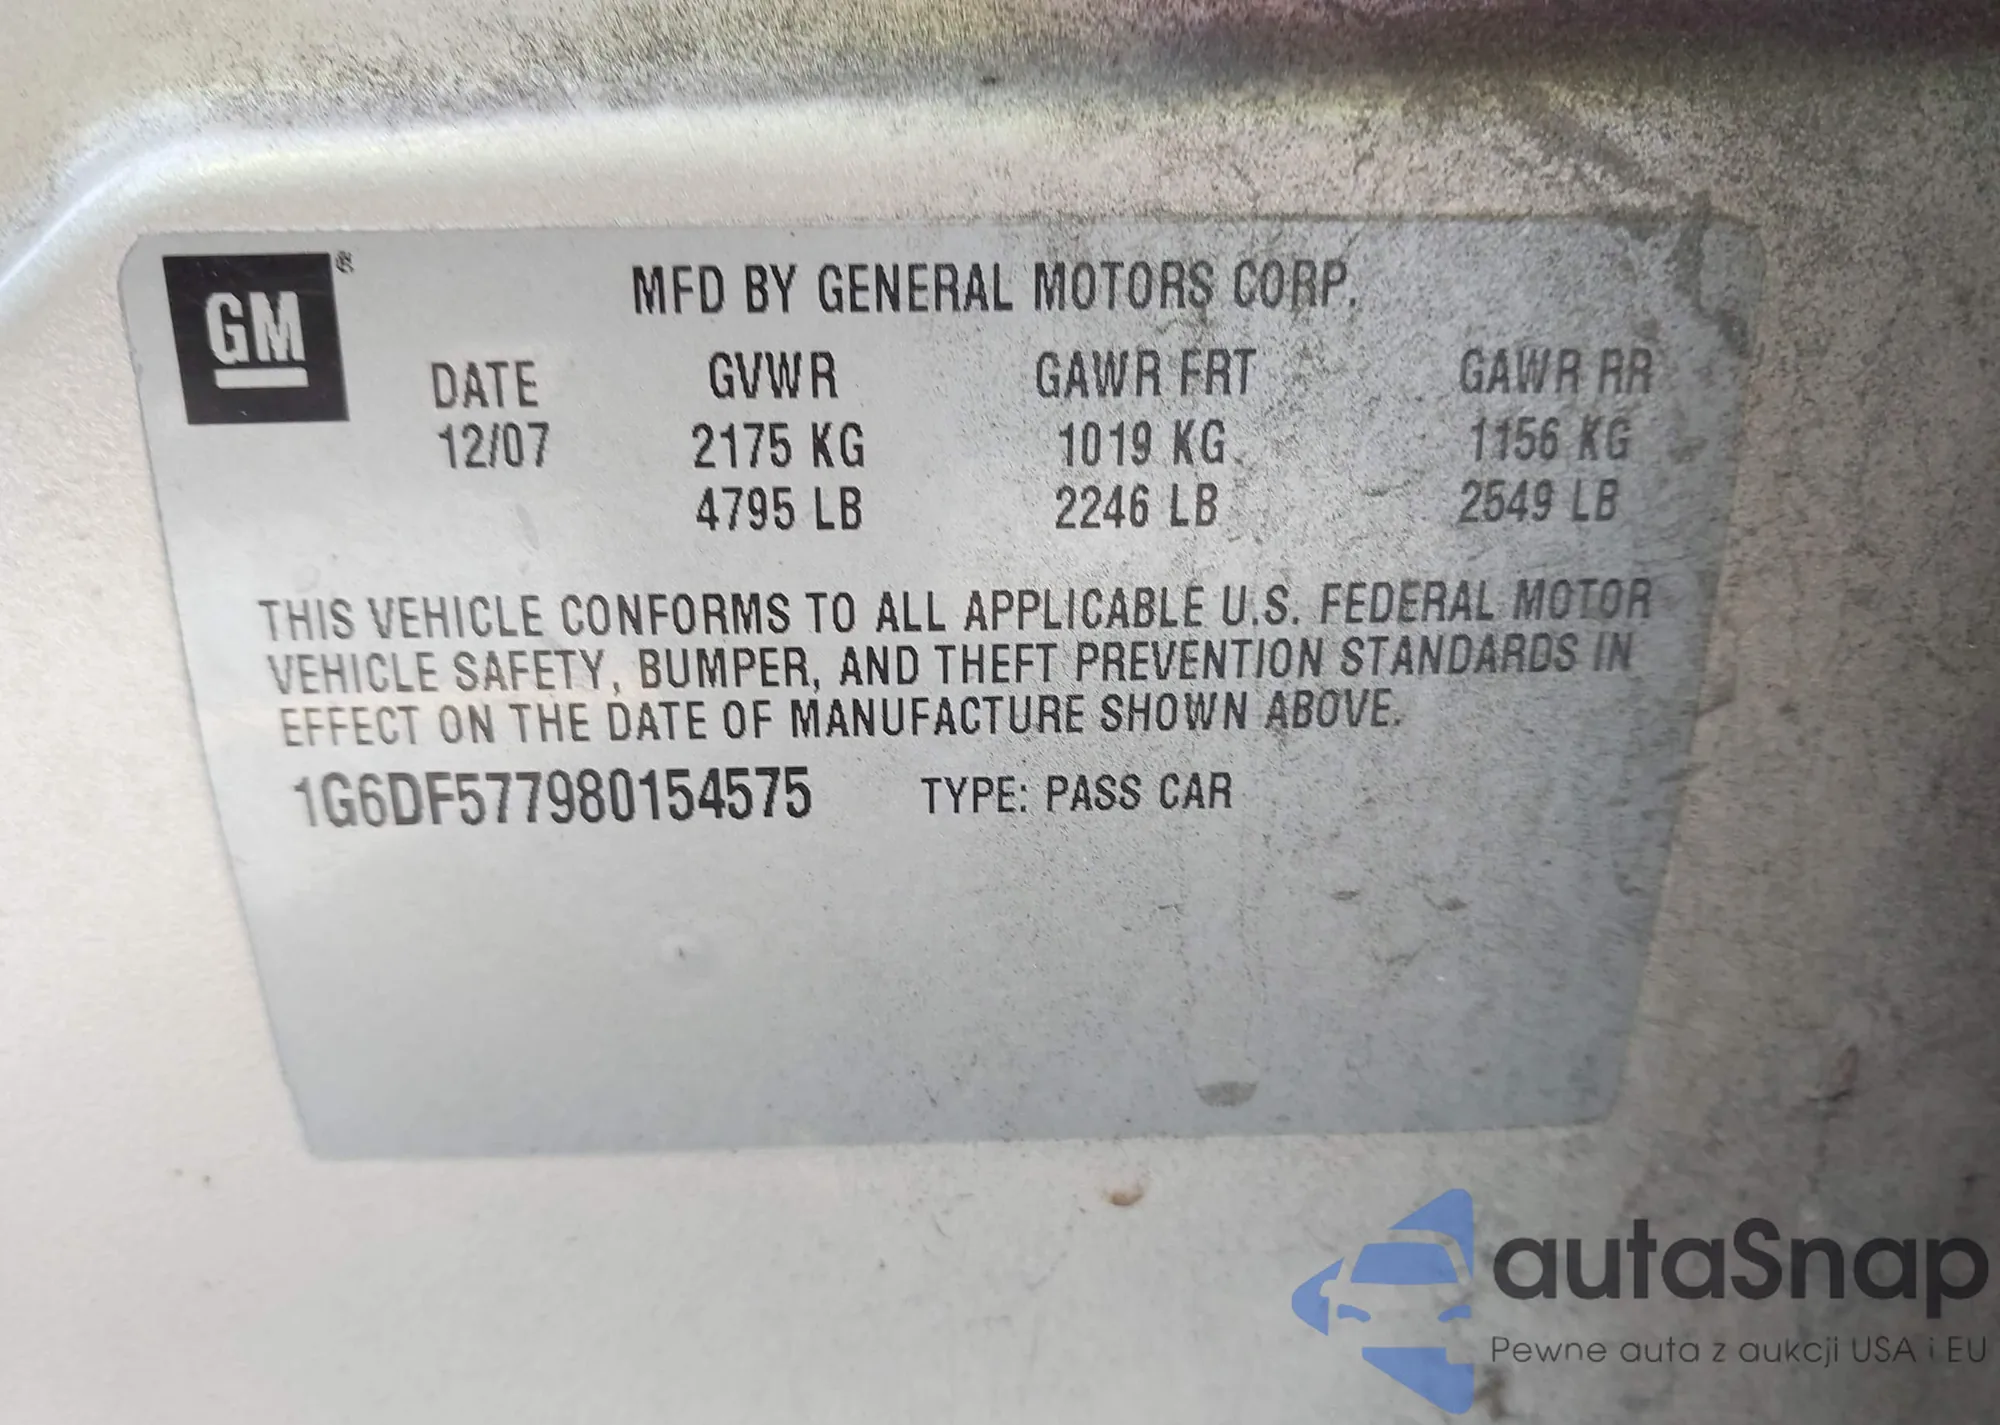 GM®
MFD BY GENERAL MOTORS CORP.
DATE GVWR GAWR FRT GAWR RR
12/07 2175 KG 1019 KG 1156 KG
4795 LB 2246 LB 2549 LB
THIS VEHICLE CONFORMS TO ALL APPLICABLE U.S. FEDERAL MOTOR
VEHICLE SAFETY, BUMPER, AND THEFT PREVENTION STANDARDS IN
EFFECT ON THE DATE OF MANUFACTURE SHOWN ABOVE.
1G6DF577980154575 TYPE: PASS CAR
autaSnap
Pewne auta z aukcji USA i EU